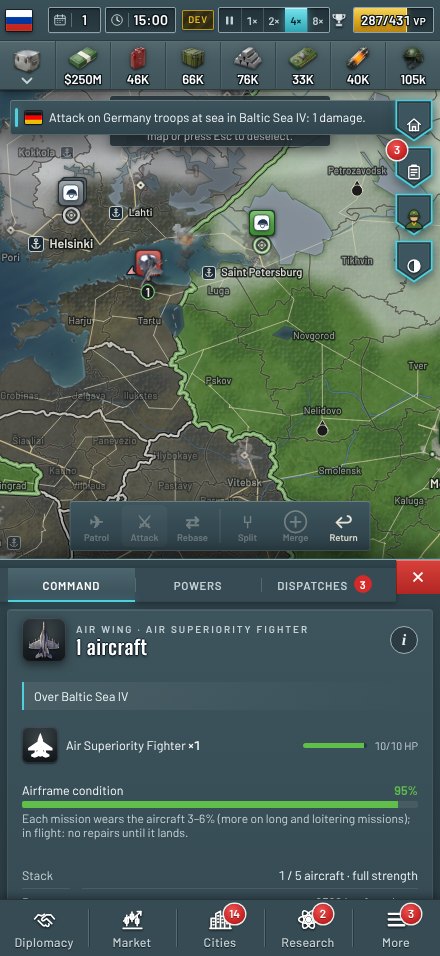 1
15:00
DEV
1×
2×
4×
8×
287/431 VP
$250M
46K
66K
76K
33K
40K
105k
Attack on Germany troops at sea in Baltic Sea IV: 1 damage.
map or press Esc to deselect.
3
Kokkola
Petrozavodsk
Lahti
Helsinki
Pori
Tikhvin
Saint Petersburg
Luga
1
Harju
Tartu
Novgorod
Tver
Pskov
Jelgava
Ilukstes
Nelidovo
Siauliai
Panevezio
Smolensk
Vitebsk
Kaluga
Patrol
Attack
Rebase
Split
Merge
Return
COMMAND
POWERS
DISPATCHES 3
AIR WING · AIR SUPERIORITY FIGHTER
1 aircraft
Over Baltic Sea IV
Air Superiority Fighter ×1
10/10 HP
Airframe condition
95%
Each mission wears the aircraft 3–6% (more on long and loitering missions);
in flight: no repairs until it lands.
Stack
1 / 5 aircraft · full strength
14
2
3
Diplomacy
Market
Cities
Research
More